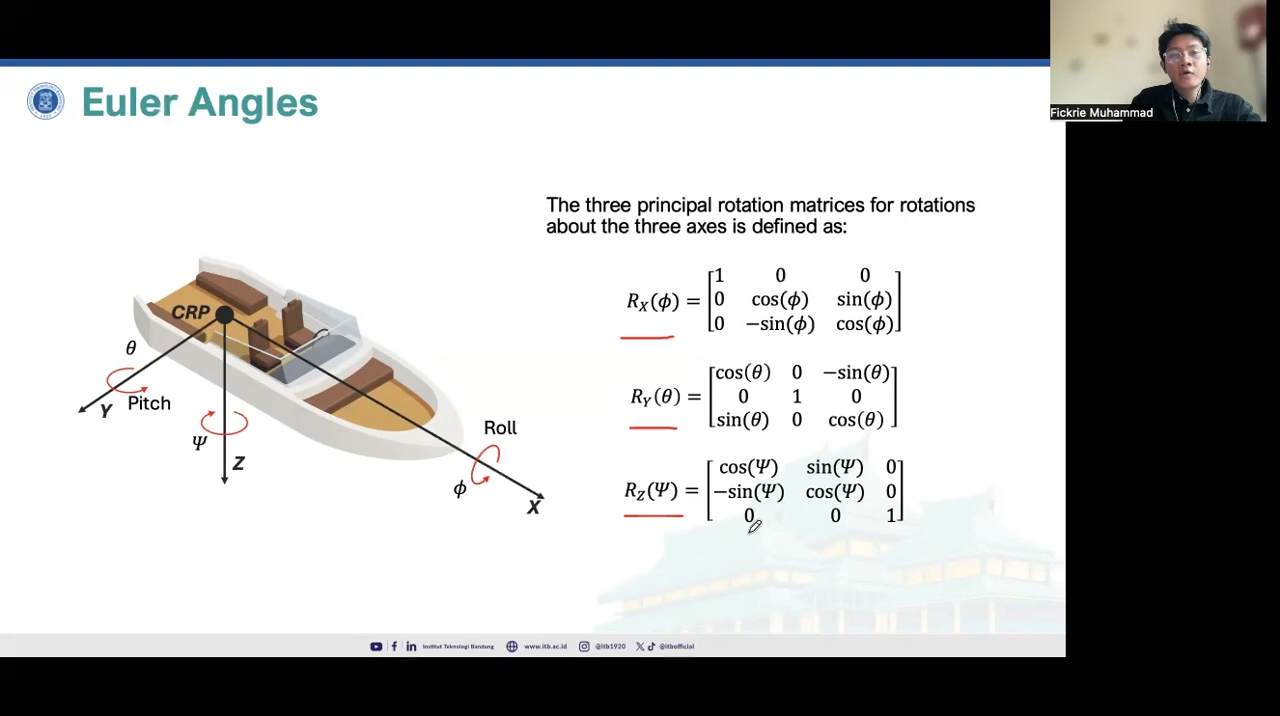 Euler Angles
Fickrie Muhammad
The three principal rotation matrices for rotations
about the three axes is defined as:
CRP
θ
Y
Pitch
Ψ
Z
Roll
ϕ
X
R_X(ϕ) = [1 0 0
0 cos(ϕ) sin(ϕ)
0 −sin(ϕ) cos(ϕ)]
R_Y(θ) = [cos(θ) 0 −sin(θ)
0 1 0
sin(θ) 0 cos(θ)]
R_Z(Ψ) = [cos(Ψ) sin(Ψ) 0
−sin(Ψ) cos(Ψ) 0
0 0 1]
Institut Teknologi Bandung www.itb.ac.id @itb1920 @itbofficial